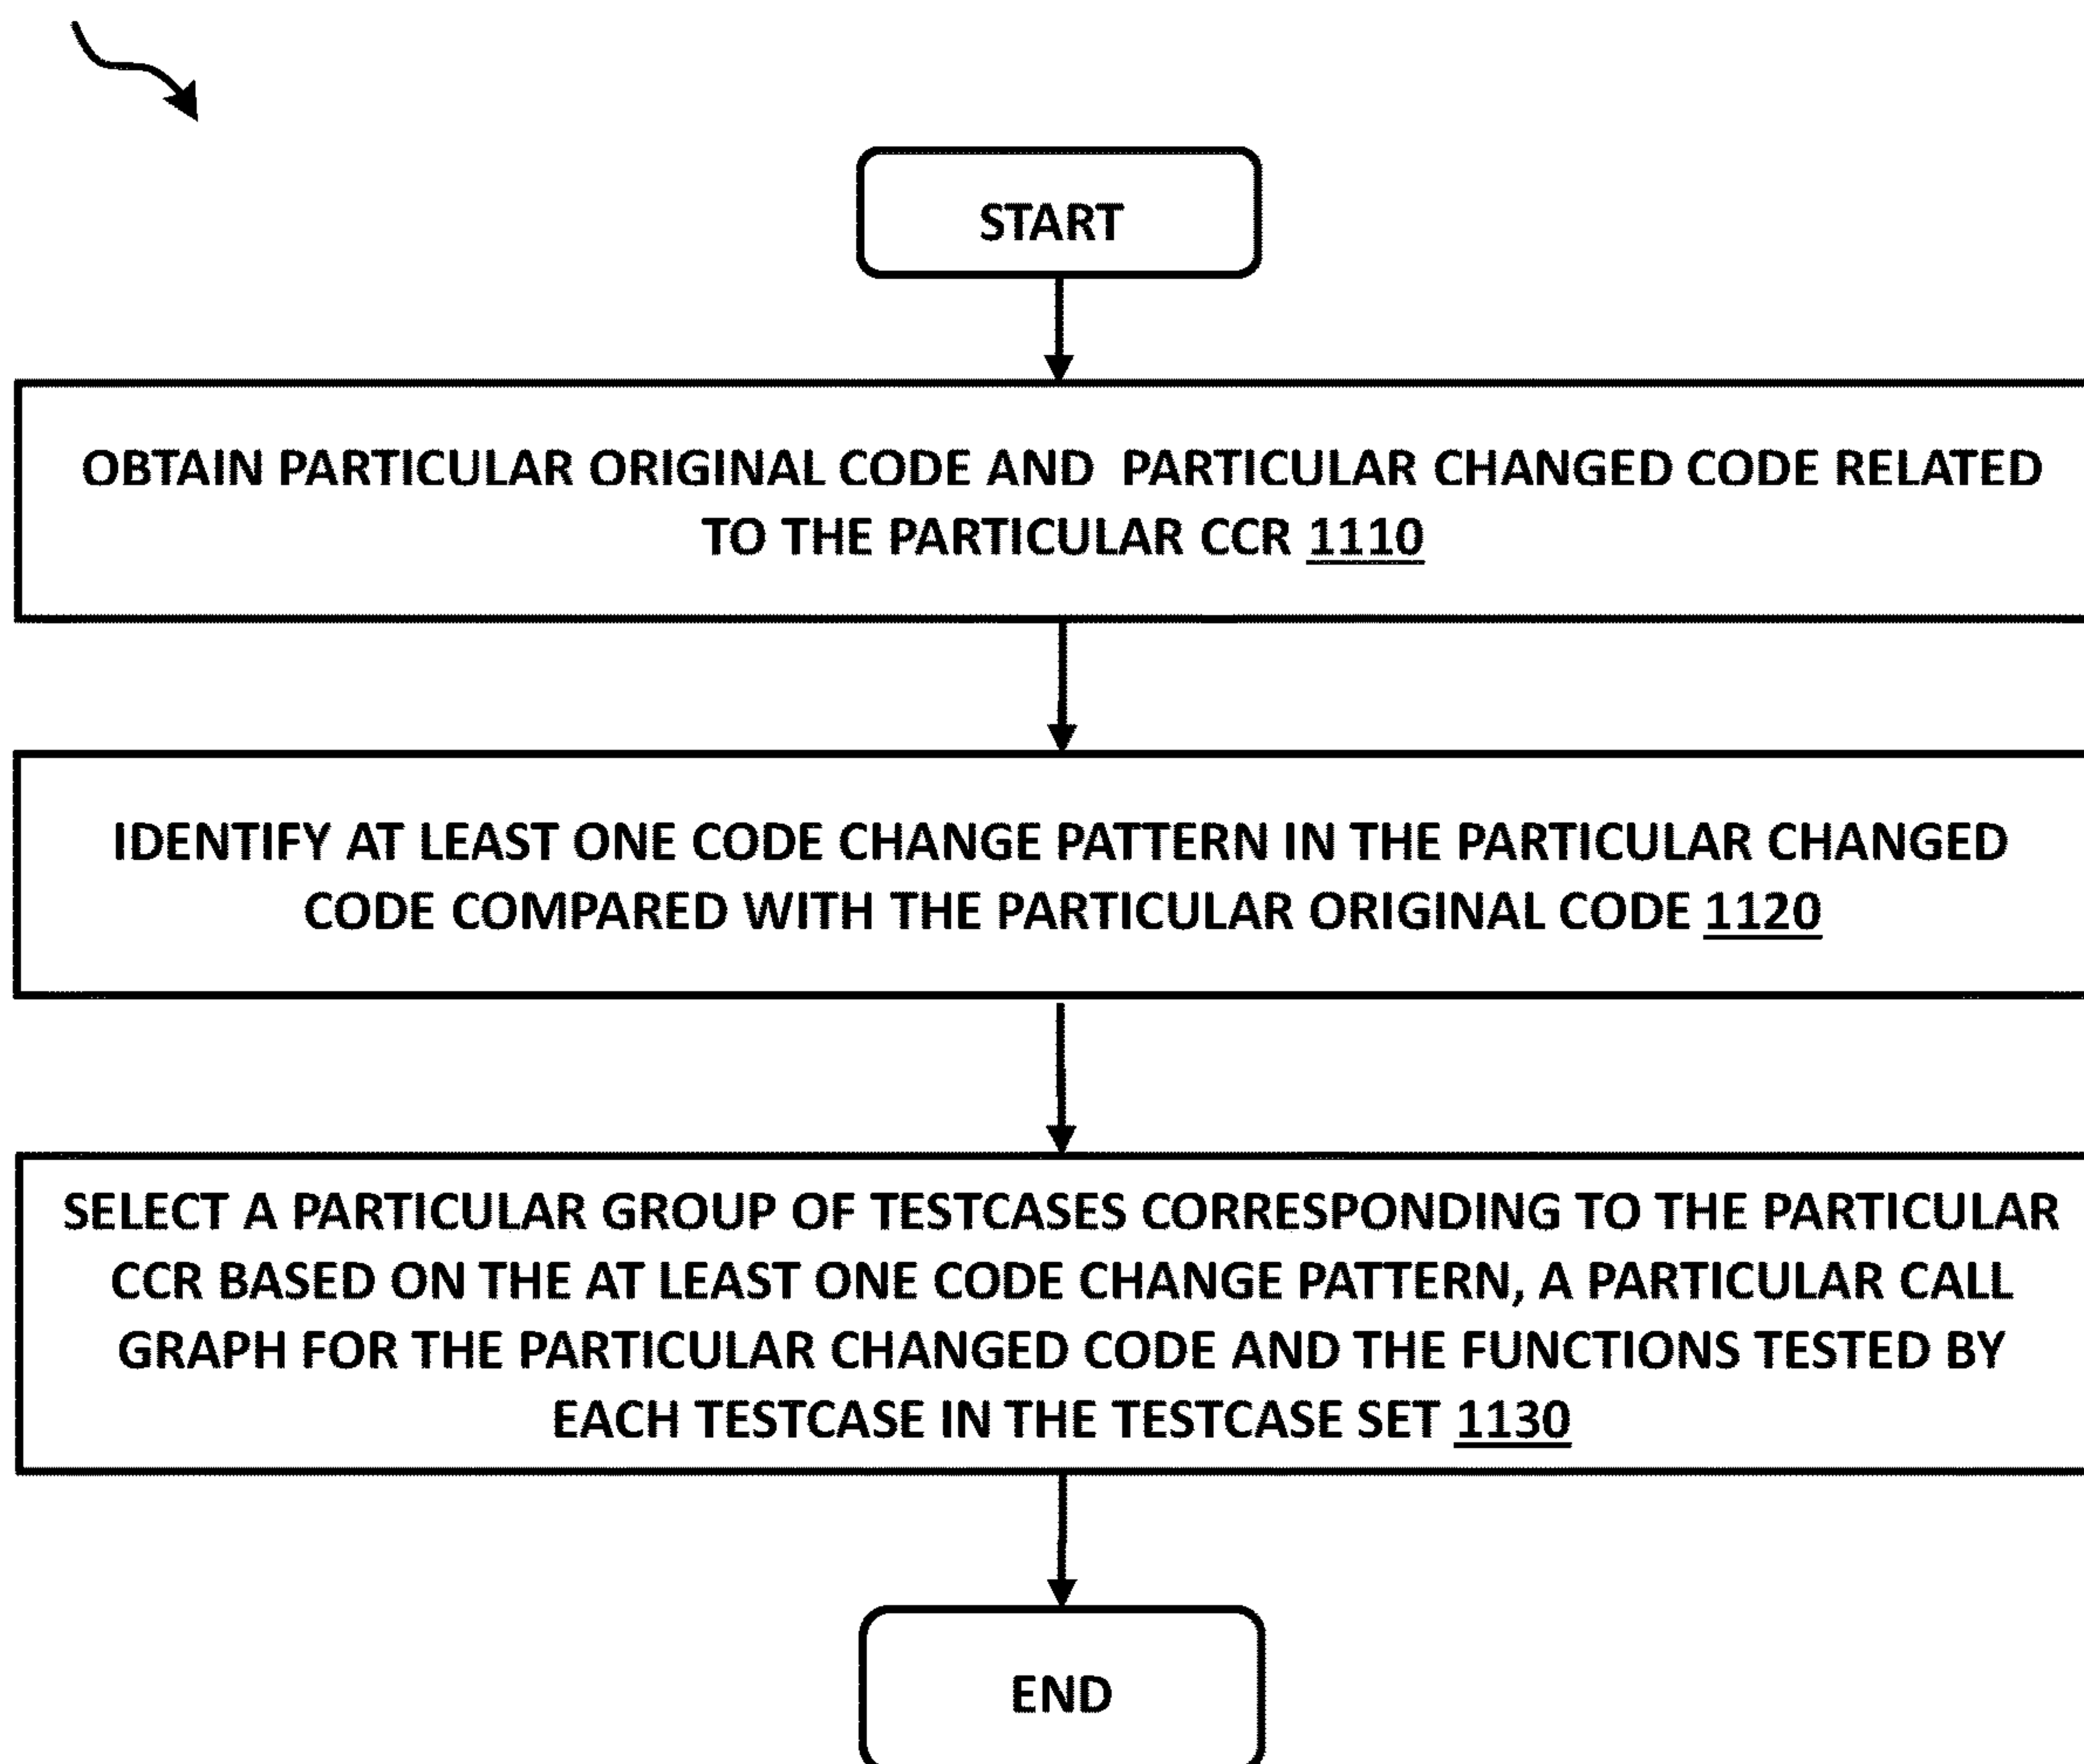 START
OBTAIN PARTICULAR ORIGINAL CODE AND PARTICULAR CHANGED CODE RELATED
TO THE PARTICULAR CCR 1110
IDENTIFY AT LEAST ONE CODE CHANGE PATTERN IN THE PARTICULAR CHANGED
CODE COMPARED WITH THE PARTICULAR ORIGINAL CODE 1120
SELECT A PARTICULAR GROUP OF TESTCASES CORRESPONDING TO THE PARTICULAR
CCR BASED ON THE AT LEAST ONE CODE CHANGE PATTERN, A PARTICULAR CALL
GRAPH FOR THE PARTICULAR CHANGED CODE AND THE FUNCTIONS TESTED BY
EACH TESTCASE IN THE TESTCASE SET 1130
END